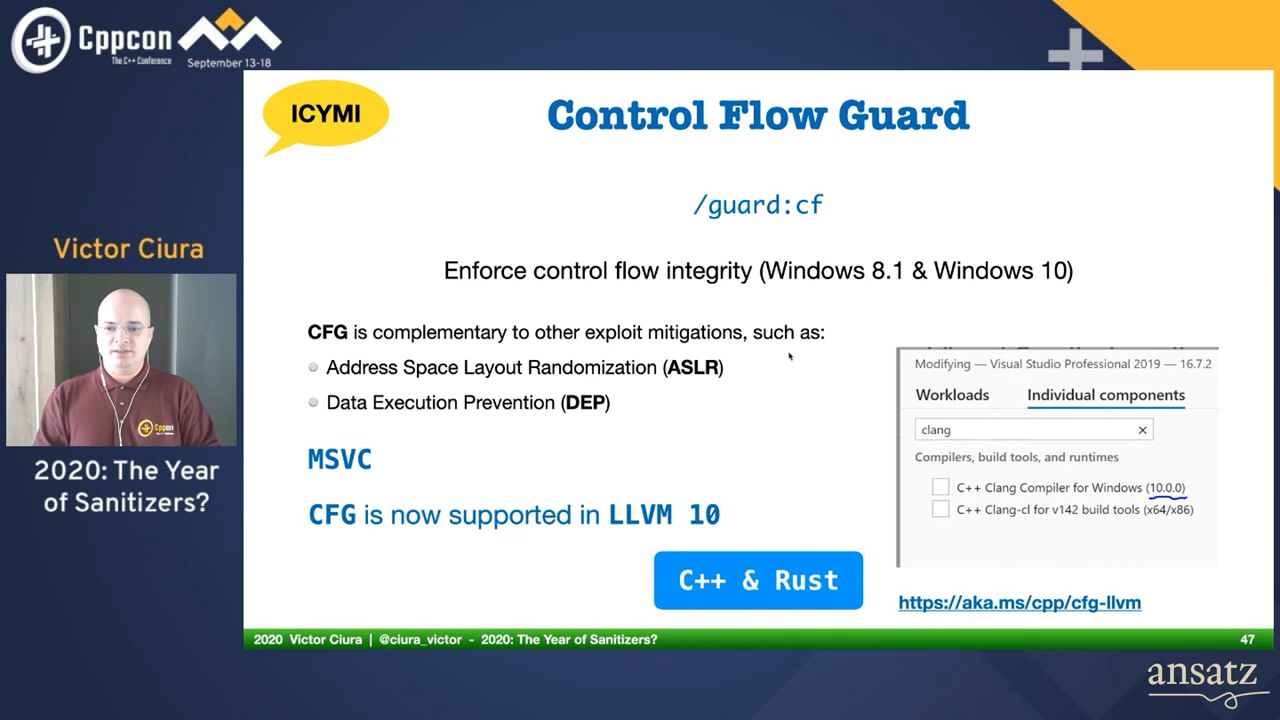 Cppcon
The C++ Conference
September 13-18
ICYMI
Control Flow Guard
/guard:cf
Victor Ciura
Enforce control flow integrity (Windows 8.1 & Windows 10)
CFG is complementary to other exploit mitigations, such as:
Address Space Layout Randomization (ASLR)
Data Execution Prevention (DEP)
Modifying — Visual Studio Professional 2019 — 16.7.2
Workloads Individual components
clang
Compilers, build tools, and runtimes
C++ Clang Compiler for Windows (10.0.0)
C++ Clang-cl for v142 build tools (x64/x86)
MSVC
CFG is now supported in LLVM 10
C++ & Rust
https://aka.ms/cpp/cfg-llvm
Cppcon
2020: The Year
of Sanitizers?
2020 Victor Ciura | @ciura_victor - 2020: The Year of Sanitizers? 47
ansatz